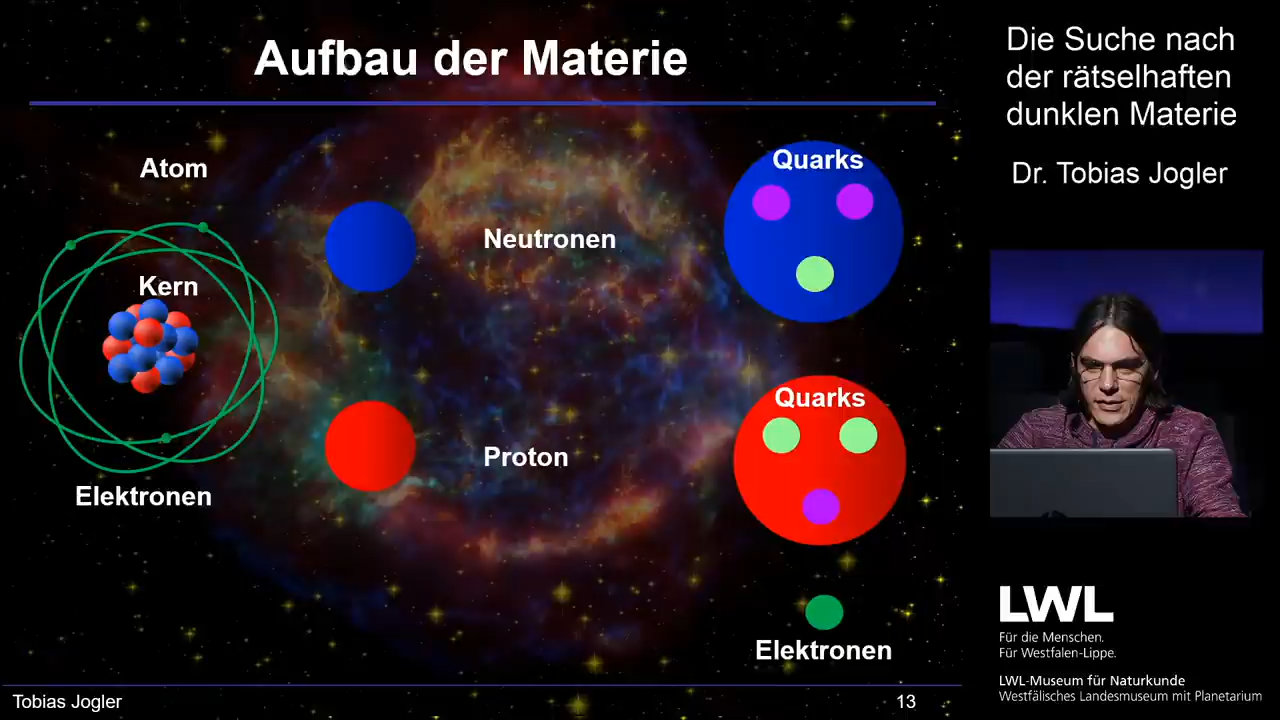 Aufbau der Materie
Atom
Kern
Elektronen
Neutronen
Proton
Quarks
Quarks
Elektronen
Tobias Jogler
13
Die Suche nach
der rätselhaften
dunklen Materie
Dr. Tobias Jogler
LWL
Für die Menschen.
Für Westfalen-Lippe.
LWL-Museum für Naturkunde
Westfälisches Landesmuseum mit Planetarium